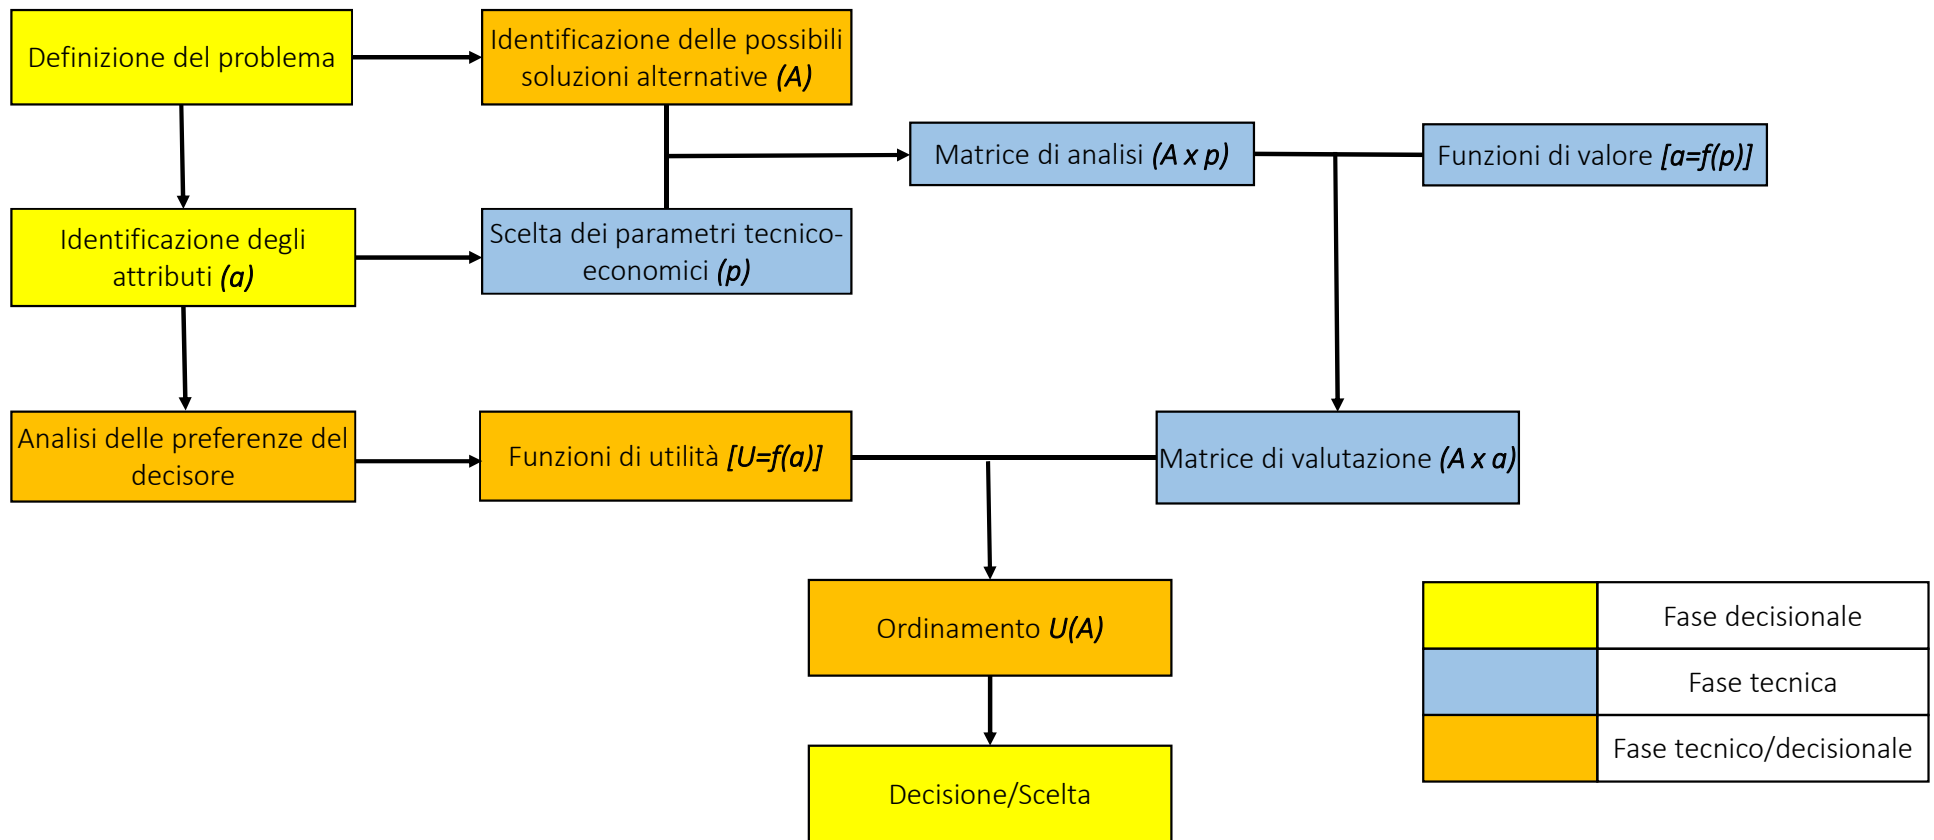 Definizione del problema
Identificazione delle possibili
soluzioni alternative (A)
Matrice di analisi (A x p)
Funzioni di valore [a=f(p)]
Identificazione degli
attributi (a)
Scelta dei parametri tecnico-
economici (p)
Analisi delle preferenze del
decisore
Funzioni di utilità [U=f(a)]
Matrice di valutazione (A x a)
Ordinamento U(A)
Decisione/Scelta
Fase decisionale
Fase tecnica
Fase tecnico/decisionale